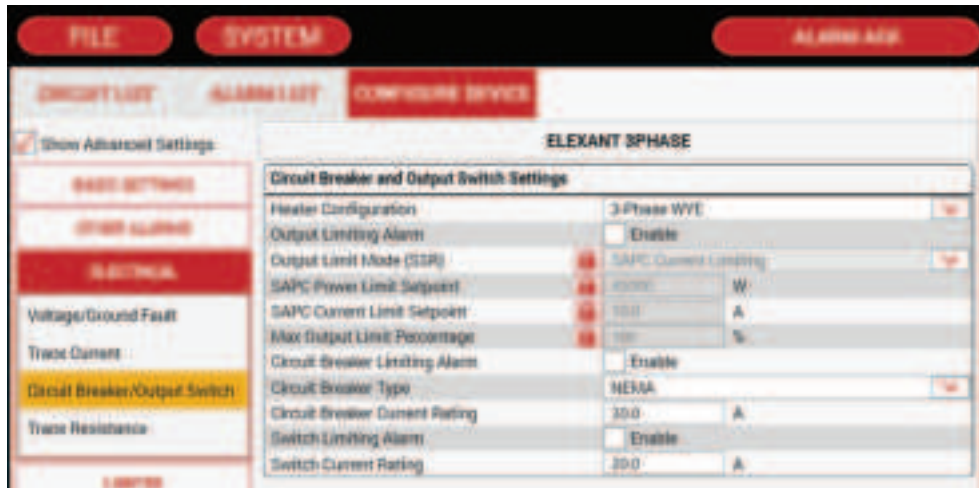 FILE SYSTEM ALARM ACK
CIRCUIT LIST ALARM LIST CONFIGURE DEVICE
Show Advanced Settings
ELEXANT 3PHASE
BASIC SETTINGS
OTHER ALARMS
ELECTRICAL
Voltage/Ground Fault
Trace Current
Circuit Breaker/Output Switch
Trace Resistance
LIMITER
Circuit Breaker and Output Switch Settings
Heater Configuration 3-Phase WYE
Output Limiting Alarm Enable
Output Limit Mode (SSR) SAPC Current Limiting
SAPC Power Limit Setpoint W
SAPC Current Limit Setpoint A
Max Output Limit Percentage 100 %
Circuit Breaker Limiting Alarm Enable
Circuit Breaker Type NEMA
Circuit Breaker Current Rating 30.0 A
Switch Limiting Alarm Enable
Switch Current Rating A